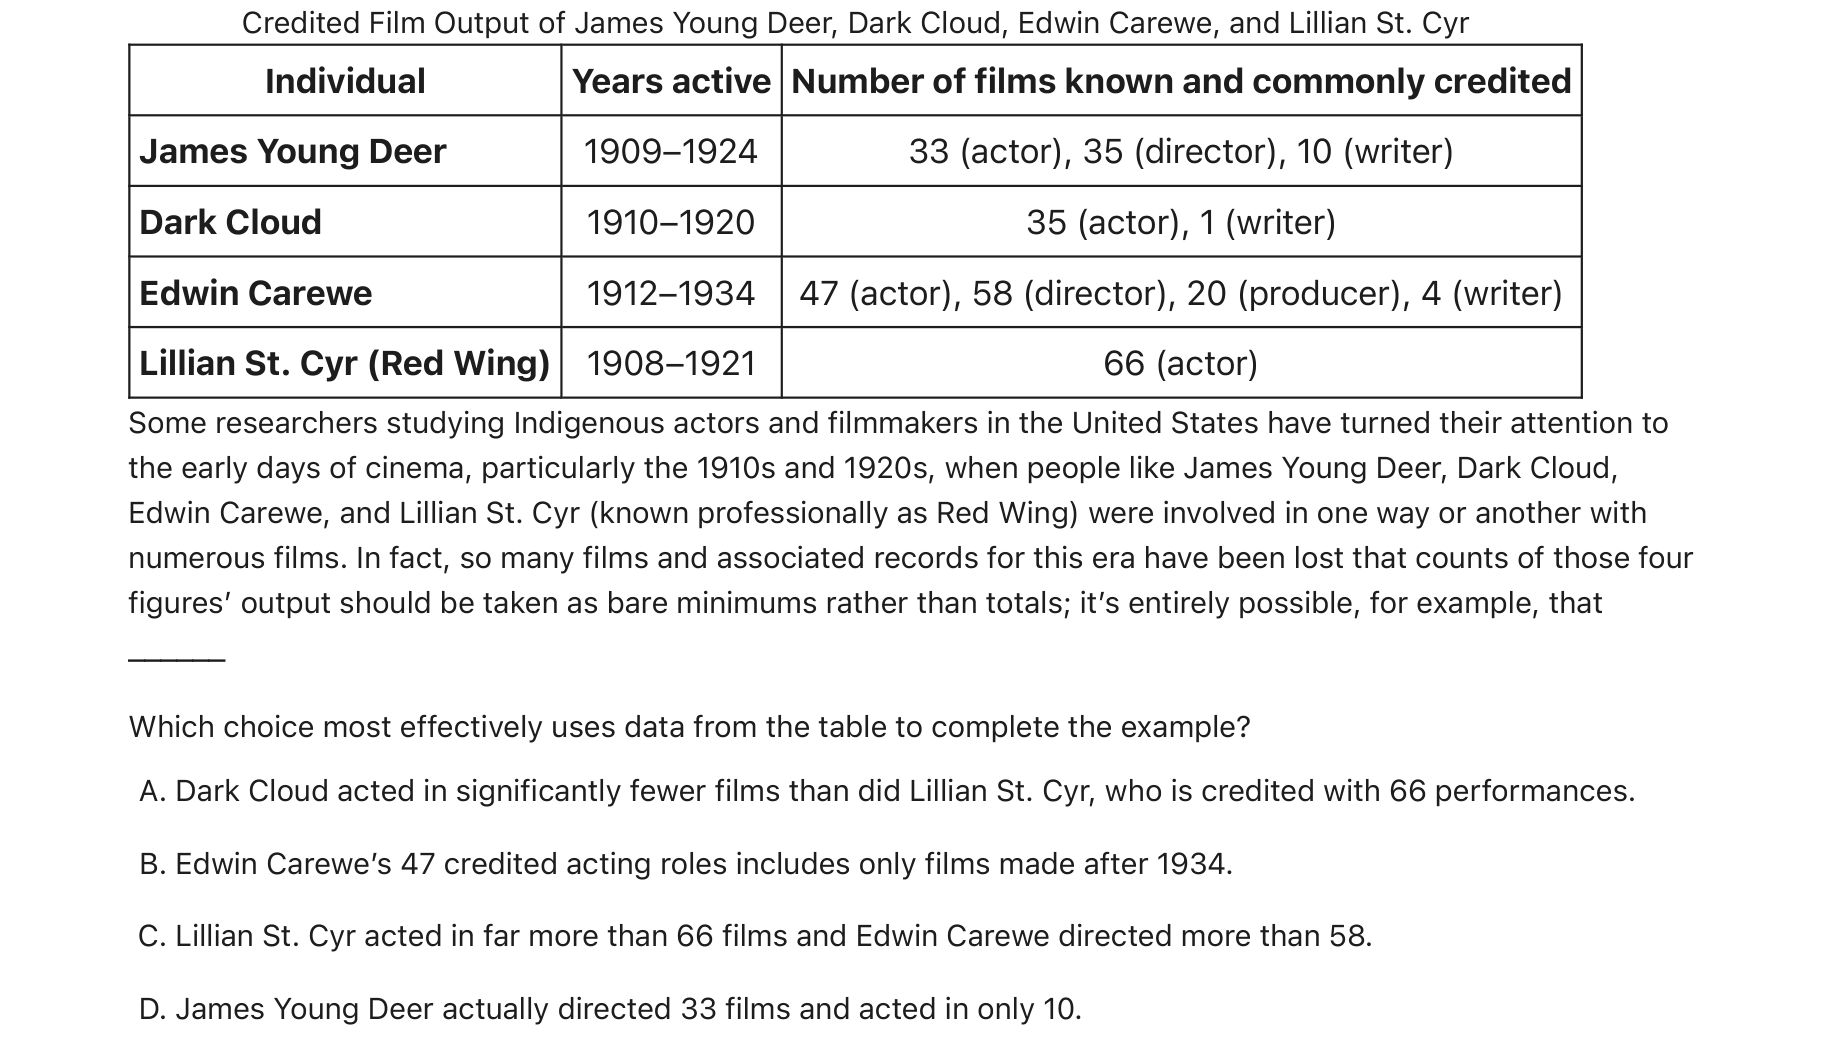 Credited Film Output of James Young Deer, Dark Cloud, Edwin Carewe, and Lillian St. Cyr
Individual Years active Number of films known and commonly credited
James Young Deer 1909–1924 33 (actor), 35 (director), 10 (writer)
Dark Cloud 1910–1920 35 (actor), 1 (writer)
Edwin Carewe 1912–1934 47 (actor), 58 (director), 20 (producer), 4 (writer)
Lillian St. Cyr (Red Wing) 1908–1921 66 (actor)
Some researchers studying Indigenous actors and filmmakers in the United States have turned their attention to
the early days of cinema, particularly the 1910s and 1920s, when people like James Young Deer, Dark Cloud,
Edwin Carewe, and Lillian St. Cyr (known professionally as Red Wing) were involved in one way or another with
numerous films. In fact, so many films and associated records for this era have been lost that counts of those four
figures’ output should be taken as bare minimums rather than totals; it’s entirely possible, for example, that
______
Which choice most effectively uses data from the table to complete the example?
A. Dark Cloud acted in significantly fewer films than did Lillian St. Cyr, who is credited with 66 performances.
B. Edwin Carewe’s 47 credited acting roles includes only films made after 1934.
C. Lillian St. Cyr acted in far more than 66 films and Edwin Carewe directed more than 58.
D. James Young Deer actually directed 33 films and acted in only 10.